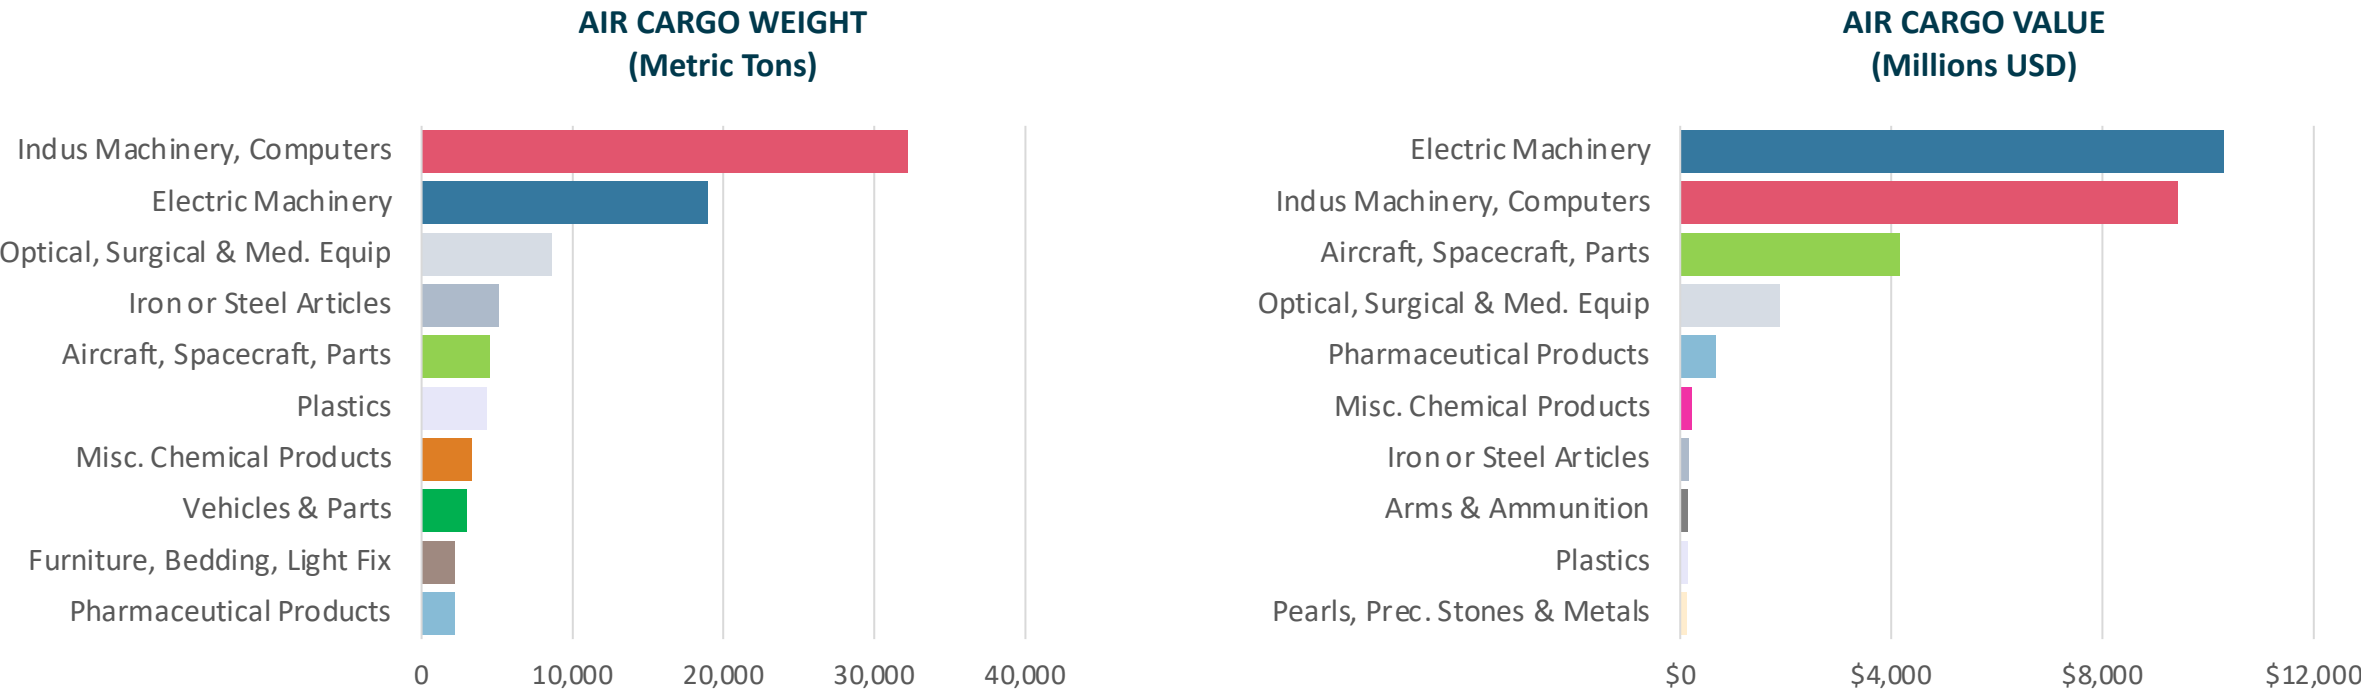 AIR CARGO WEIGHT
(Metric Tons)
Indus Machinery, Computers
Electric Machinery
Optical, Surgical & Med. Equip
Iron or Steel Articles
Aircraft, Spacecraft, Parts
Plastics
Misc. Chemical Products
Vehicles & Parts
Furniture, Bedding, Light Fix
Pharmaceutical Products
0 10,000 20,000 30,000 40,000
AIR CARGO VALUE
(Millions USD)
Electric Machinery
Indus Machinery, Computers
Aircraft, Spacecraft, Parts
Optical, Surgical & Med. Equip
Pharmaceutical Products
Misc. Chemical Products
Iron or Steel Articles
Arms & Ammunition
Plastics
Pearls, Prec. Stones & Metals
$0 $4,000 $8,000 $12,000